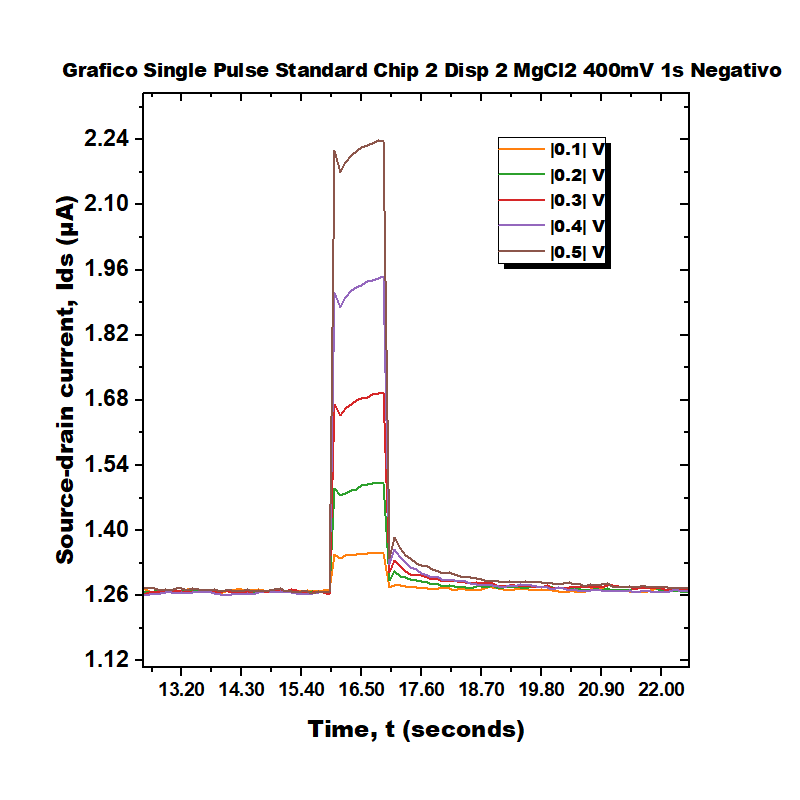 Grafico Single Pulse Standard Chip 2 Disp 2 MgCl2 400mV 1s Negativo
|0.1| V
|0.2| V
|0.3| V
|0.4| V
|0.5| V
Source-drain current, Ids (µA)
2.24
2.10
1.96
1.82
1.68
1.54
1.40
1.26
1.12
13.20 14.30 15.40 16.50 17.60 18.70 19.80 20.90 22.00
Time, t (seconds)